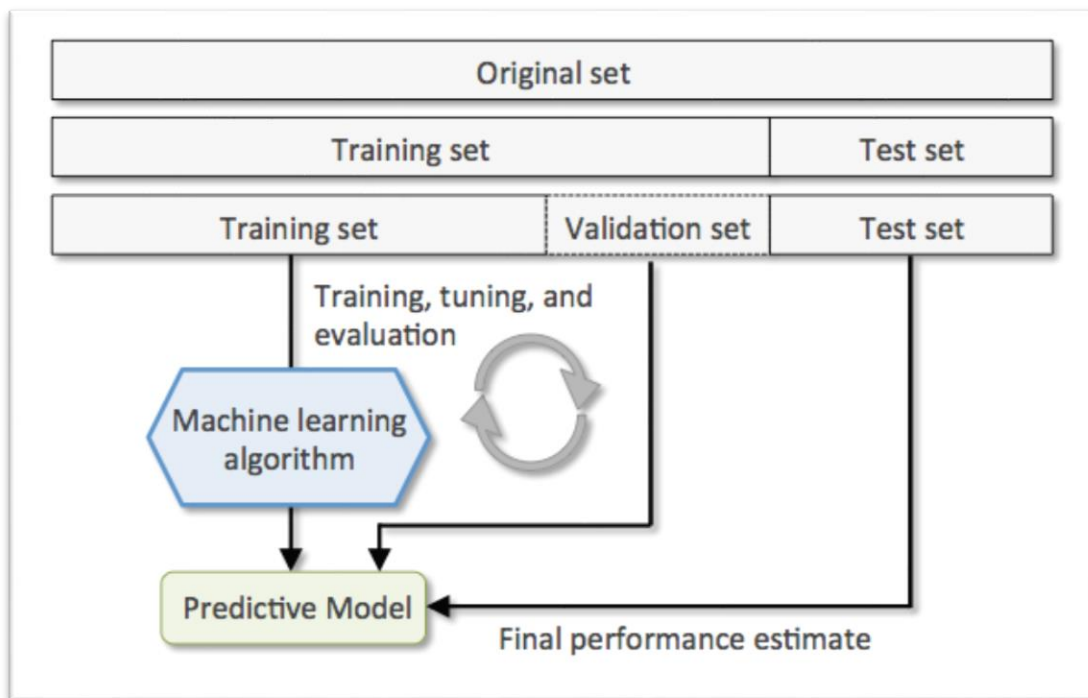 Original set
Training set
Test set
Training set
Validation set
Test set
Training, tuning, and
evaluation
Machine learning
algorithm
Predictive Model
Final performance estimate